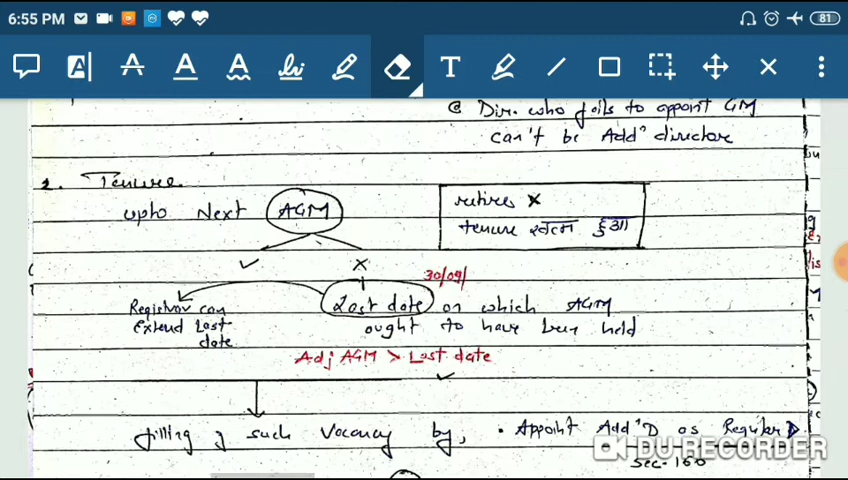 6:55 PM
81
T
@ Dir. who fails to appoint GM
can't be Add" director
2. Tenure
upto Next AGM
retires X
tenure खत्म हुआ
✓ X
30/09/
Registrar can
Extend Last
date
Last date on which AGM
ought to have been held
Adj AGM > Last date
✓
filling of such Vacancy by,
• Appoint Add"D as Regular D
DU RECORDER
Sec-160